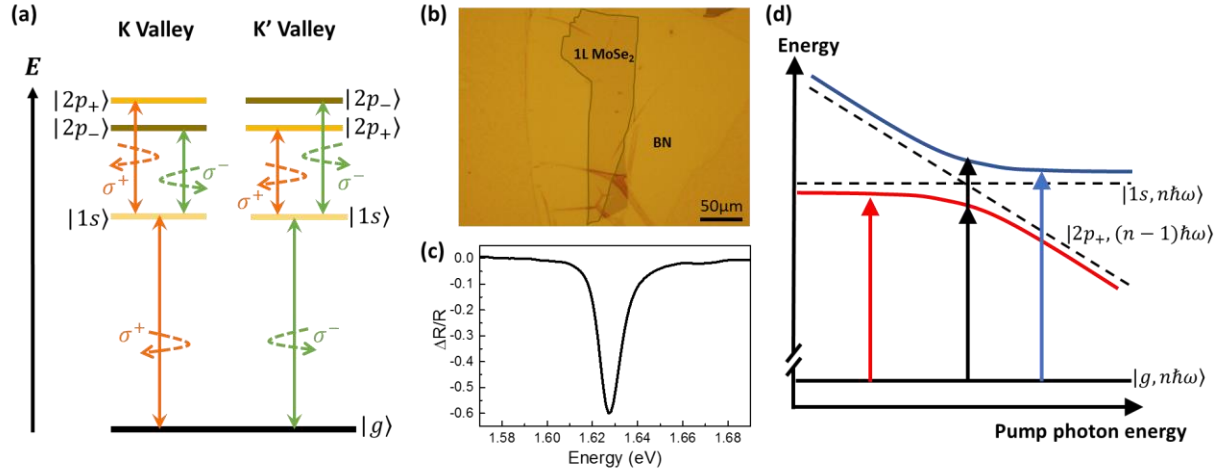 (a)
K Valley K' Valley
E
|2p₊⟩ |2p₋⟩
|2p₋⟩ |2p₊⟩
σ⁺ σ⁻ σ⁺ σ⁻
|1s⟩ |1s⟩
σ⁺ σ⁻
|g⟩
(b)
1L MoSe₂
BN
50μm
(c)
0.0
-0.1
-0.2
-0.3
-0.4
-0.5
-0.6
ΔR/R
1.58 1.60 1.62 1.64 1.66 1.68
Energy (eV)
(d)
Energy
|1s, nℏω⟩
|2p₊, (n − 1)ℏω⟩
|g, nℏω⟩
Pump photon energy